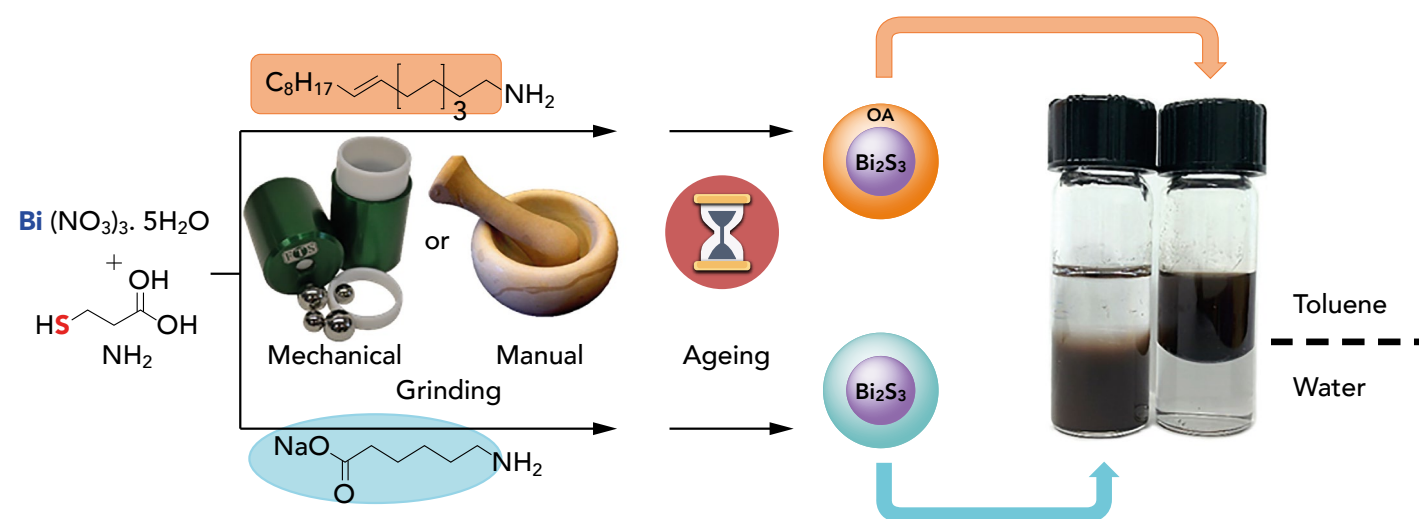 C₈H₁₇
3
NH₂
OA
Bi₂S₃
Bi (NO₃)₃. 5H₂O
+
OH
HS
OH
NH₂
FTS
or
Mechanical
Manual
Grinding
Ageing
Bi₂S₃
Toluene
Water
NaO
O
NH₂